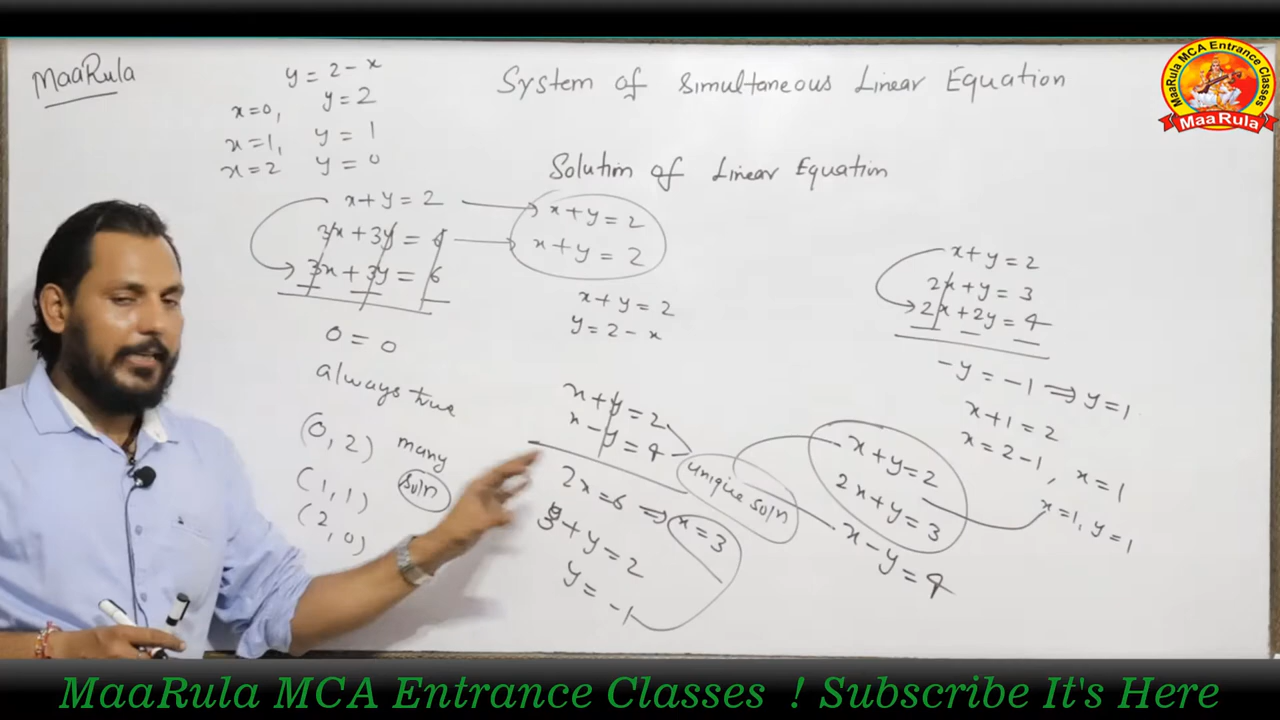 MaaRula
y = 2 - x
x=0, y=2
x=1, y = 1
x=2 y = 0
System of Simultaneous Linear Equation
MaaRula MCA Entrance Classes
MaaRula
Solution of Linear Equation
x+y = 2
3x+3y = 6
3x+3y = 6
0 = 0
always true
(0,2) many
(1,1) soln
(2,0)
x+y=2
x+y = 2
x+y=2
y=2-x
x+y=2
x-y=4
2x=6 ⇒ x=3
3+y=2
y=-1
unique soln
x+y=2
2x+y=3
x-y=4
x+y=2
2x+y=3
2x+2y=4
-y=-1 ⇒ y=1
x+1=2
x=2-1, x=1
x=1, y=1
MaaRula MCA Entrance Classes ! Subscribe It's Here